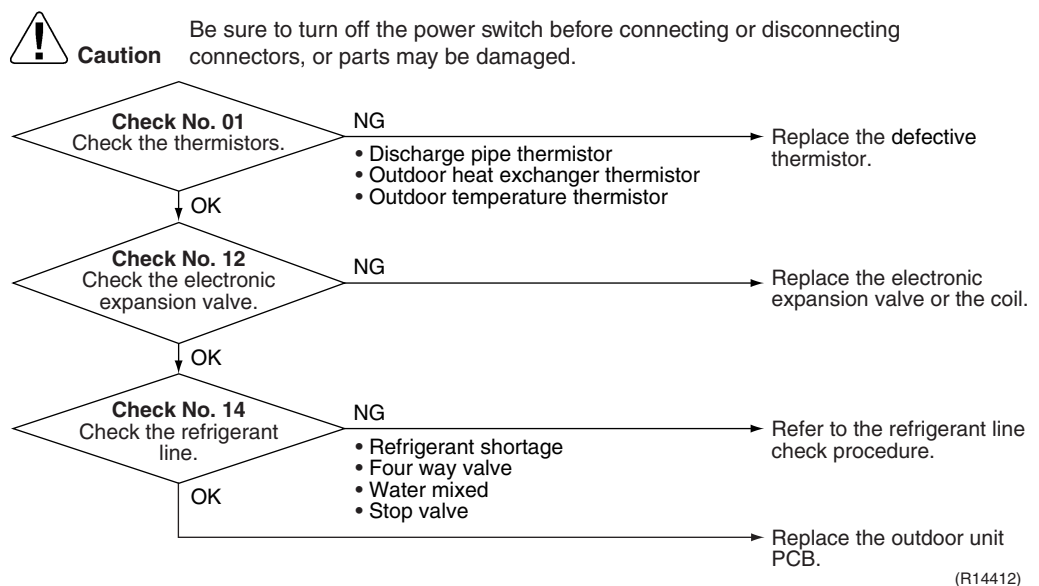 Be sure to turn off the power switch before connecting or disconnecting
Caution connectors, or parts may be damaged.
Check No. 01
Check the thermistors.
NG
• Discharge pipe thermistor
• Outdoor heat exchanger thermistor
• Outdoor temperature thermistor
Replace the defective
thermistor.
OK
Check No. 12
Check the electronic
expansion valve.
NG
Replace the electronic
expansion valve or the coil.
OK
Check No. 14
Check the refrigerant
line.
NG
• Refrigerant shortage
• Four way valve
• Water mixed
• Stop valve
Refer to the refrigerant line
check procedure.
OK
Replace the outdoor unit
PCB.
(R14412)